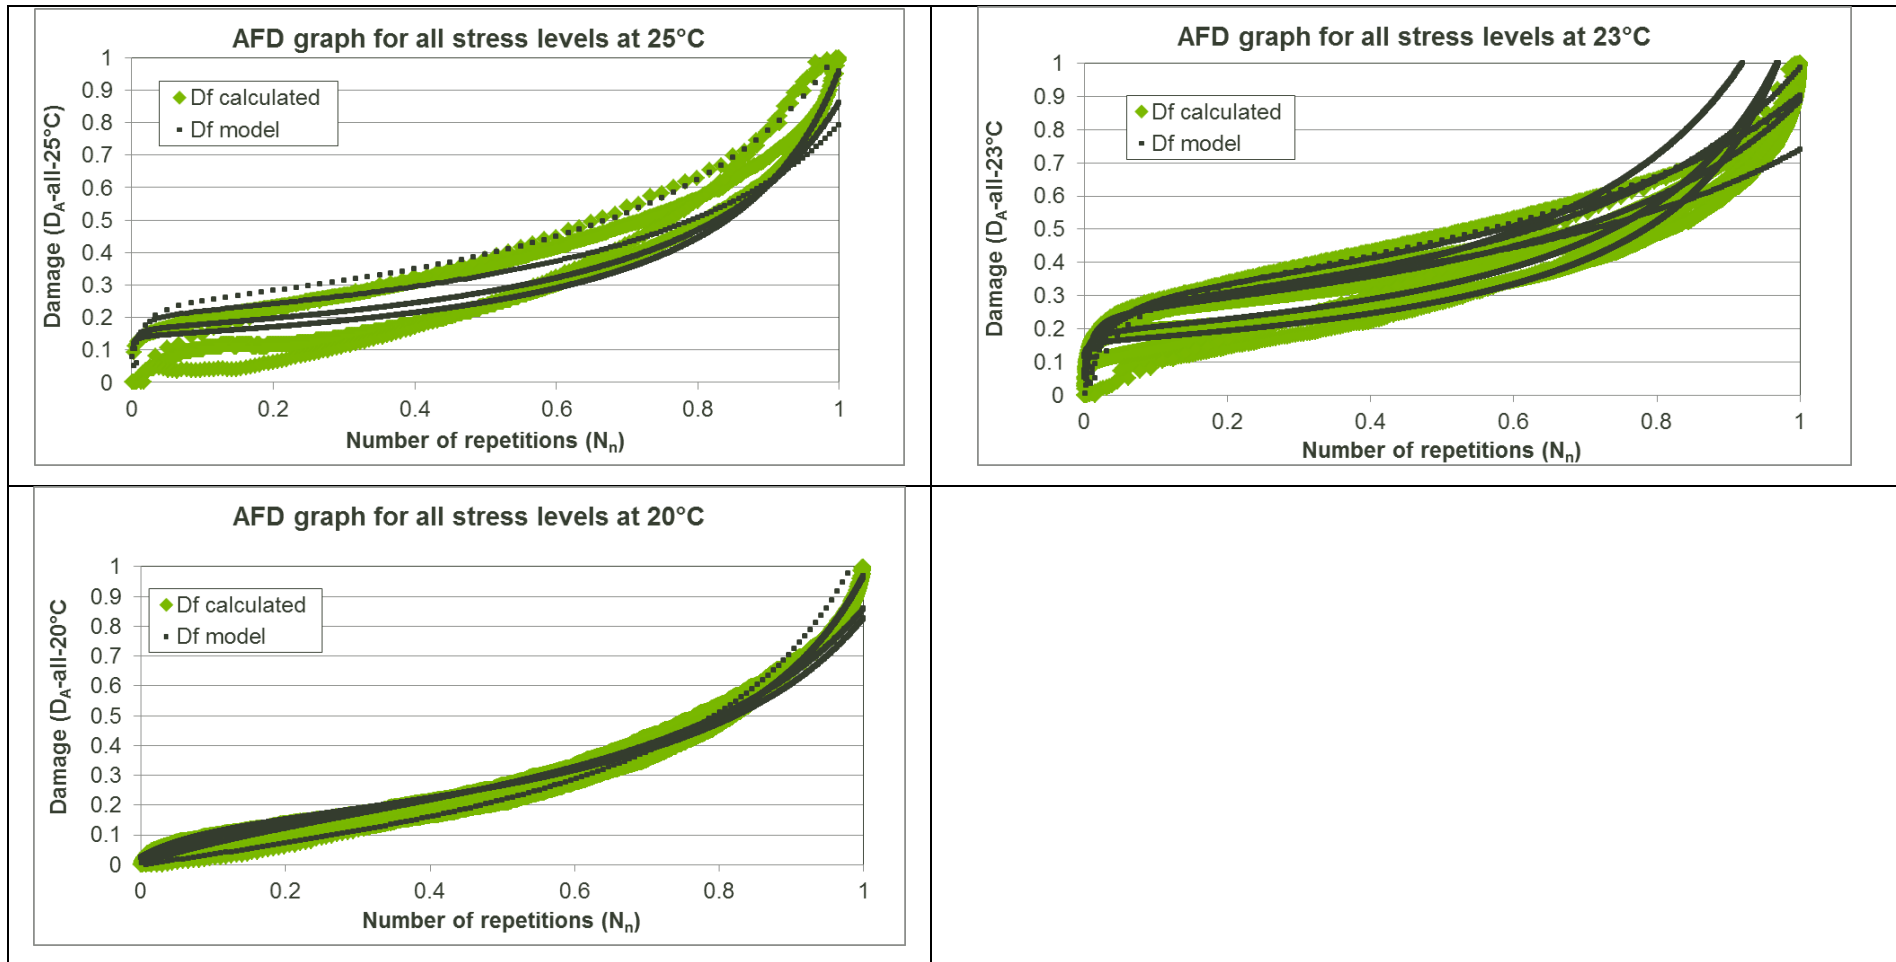 AFD graph for all stress levels at 25°C
1
0.9
0.8
0.7
0.6
0.5
0.4
0.3
0.2
0.1
0
Damage (DA-all-25°C)
Df calculated
Df model
0 0.2 0.4 0.6 0.8 1
Number of repetitions (Nn)
AFD graph for all stress levels at 23°C
1
0.9
0.8
0.7
0.6
0.5
0.4
0.3
0.2
0.1
0
Damage (DA-all-23°C
Df calculated
Df model
0 0.2 0.4 0.6 0.8 1
Number of repetitions (Nn)
AFD graph for all stress levels at 20°C
1
0.9
0.8
0.7
0.6
0.5
0.4
0.3
0.2
0.1
0
Damage (DA-all-20°C
Df calculated
Df model
0 0.2 0.4 0.6 0.8 1
Number of repetitions (Nn)